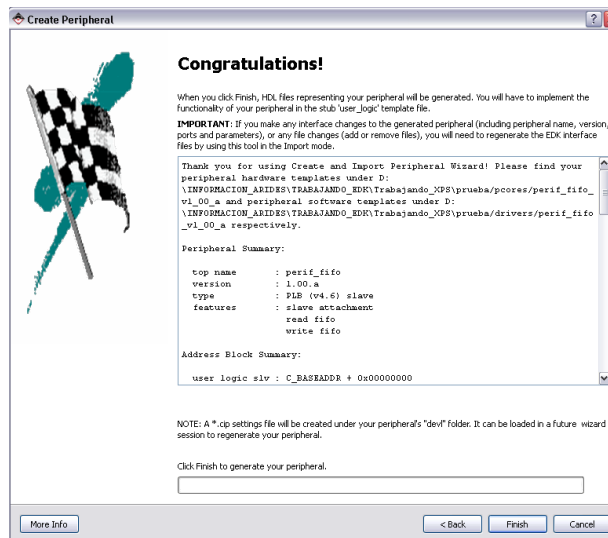 Create Peripheral
?
Congratulations!
When you click Finish, HDL files representing your peripheral will be generated. You will have to implement the
functionality of your peripheral in the stub 'user_logic' template file.
IMPORTANT: If you make any interface changes to the generated peripheral (including peripheral name, version,
ports and parameters), or any file changes (add or remove files), you will need to regenerate the EDK interface
files by using this tool in the Import mode.
Thank you for using Create and Import Peripheral Wizard! Please find your
peripheral hardware templates under D:
\INFORMACION_ARIDES\TRABAJANDO_EDK\Trabajando_XPS\prueba/pcores/perif_fifo_
v1_00_a and peripheral software templates under D:
\INFORMACION_ARIDES\TRABAJANDO_EDK\Trabajando_XPS\prueba/drivers/perif_fifo
_v1_00_a respectively.
Peripheral Summary:
top name : perif_fifo
version : 1.00.a
type : PLB (v4.6) slave
features : slave attachment
read fifo
write fifo
Address Block Summary:
user logic slv : C_BASEADDR + 0x00000000
NOTE: A *.cip settings file will be created under your peripheral's "devl" folder. It can be loaded in a future wizard
session to regenerate your peripheral.
Click Finish to generate your peripheral.
More Info
< Back
Finish
Cancel